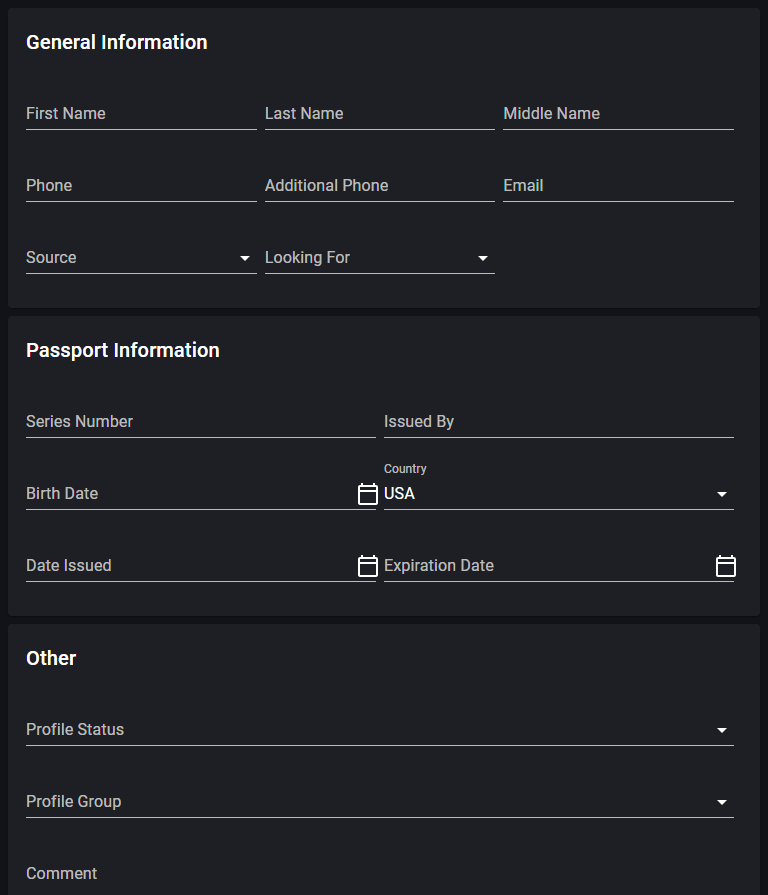 General Information
First Name Last Name Middle Name
Phone Additional Phone Email
Source Looking For
Passport Information
Series Number Issued By
Country
Birth Date USA
Date Issued Expiration Date
Other
Profile Status
Profile Group
Comment